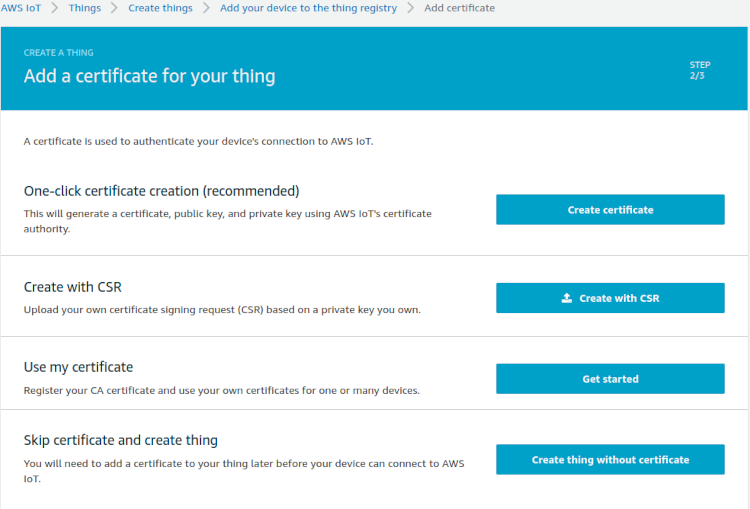 AWS IoT > Things > Create things > Add your device to the thing registry > Add certificate
CREATE A THING
Add a certificate for your thing
STEP
2/3
A certificate is used to authenticate your device's connection to AWS IoT.
One-click certificate creation (recommended)
This will generate a certificate, public key, and private key using AWS IoT's certificate
authority.
Create certificate
Create with CSR
Upload your own certificate signing request (CSR) based on a private key you own.
Create with CSR
Use my certificate
Register your CA certificate and use your own certificates for one or many devices.
Get started
Skip certificate and create thing
You will need to add a certificate to your thing later before your device can connect to AWS
IoT.
Create thing without certificate